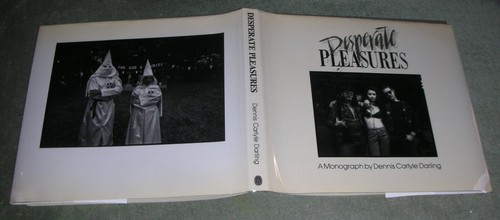 DESPERATE PLEASURES
Dennis Carlyle Darling
Desperate
PLEASURES
A Monograph by Dennis Carlyle Darling